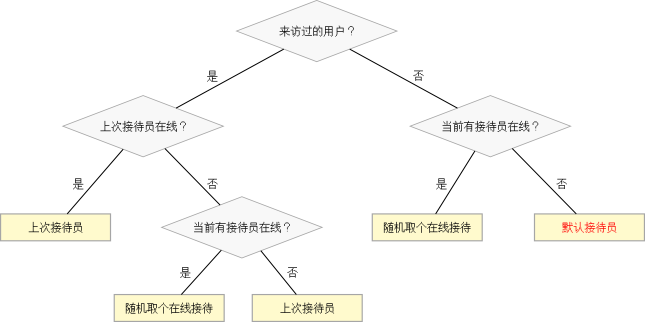 来访过的用户？
是
否
上次接待员在线？
当前有接待员在线？
是
否
是
否
上次接待员
当前有接待员在线？
随机取个在线接待
默认接待员
是
否
随机取个在线接待
上次接待员